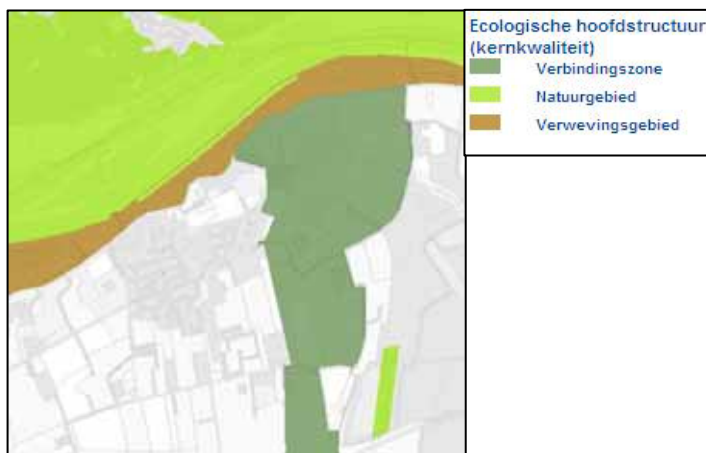 Ecologische hoofdstructuur
(kernkwaliteit)
Verbindingszone
Natuurgebied
Verwevingsgebied